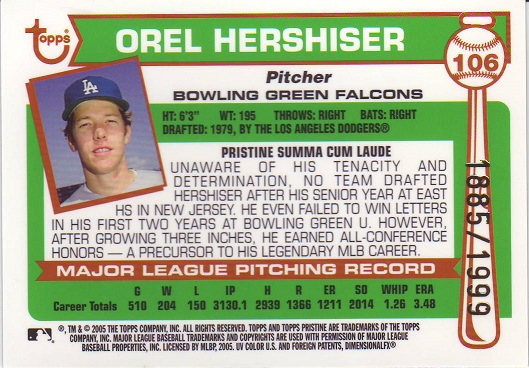 Topps
OREL HERSHISER
106
LA
Pitcher
BOWLING GREEN FALCONS
HT: 6'3" WT: 195 THROWS: RIGHT BATS: RIGHT
DRAFTED: 1979, BY THE LOS ANGELES DODGERS®
PRISTINE SUMMA CUM LAUDE
UNAWARE OF HIS TENACITY AND
DETERMINATION, NO TEAM DRAFTED
HERSHISER AFTER HIS SENIOR YEAR AT EAST
HS IN NEW JERSEY. HE EVEN FAILED TO WIN LETTERS
IN HIS FIRST TWO YEARS AT BOWLING GREEN U. HOWEVER,
AFTER GROWING THREE INCHES, HE EARNED ALL-CONFERENCE
HONORS — A PRECURSOR TO HIS LEGENDARY MLB CAREER.
1885/1999
MAJOR LEAGUE PITCHING RECORD
G W L IP H R ER SO WHIP ERA
Career Totals 510 204 150 3130.1 2939 1366 1211 2014 1.26 3.48
®, TM & © 2005 THE TOPPS COMPANY, INC. ALL RIGHTS RESERVED. TOPPS AND TOPPS PRISTINE ARE TRADEMARKS OF THE TOPPS
COMPANY, INC. MAJOR LEAGUE BASEBALL TRADEMARKS AND COPYRIGHTS ARE USED WITH PERMISSION OF MAJOR LEAGUE
BASEBALL PROPERTIES, INC. LICENSED BY MLBP, 2005. UV COLOR U.S. AND FOREIGN PATENTS, DIMENSIONALFX®